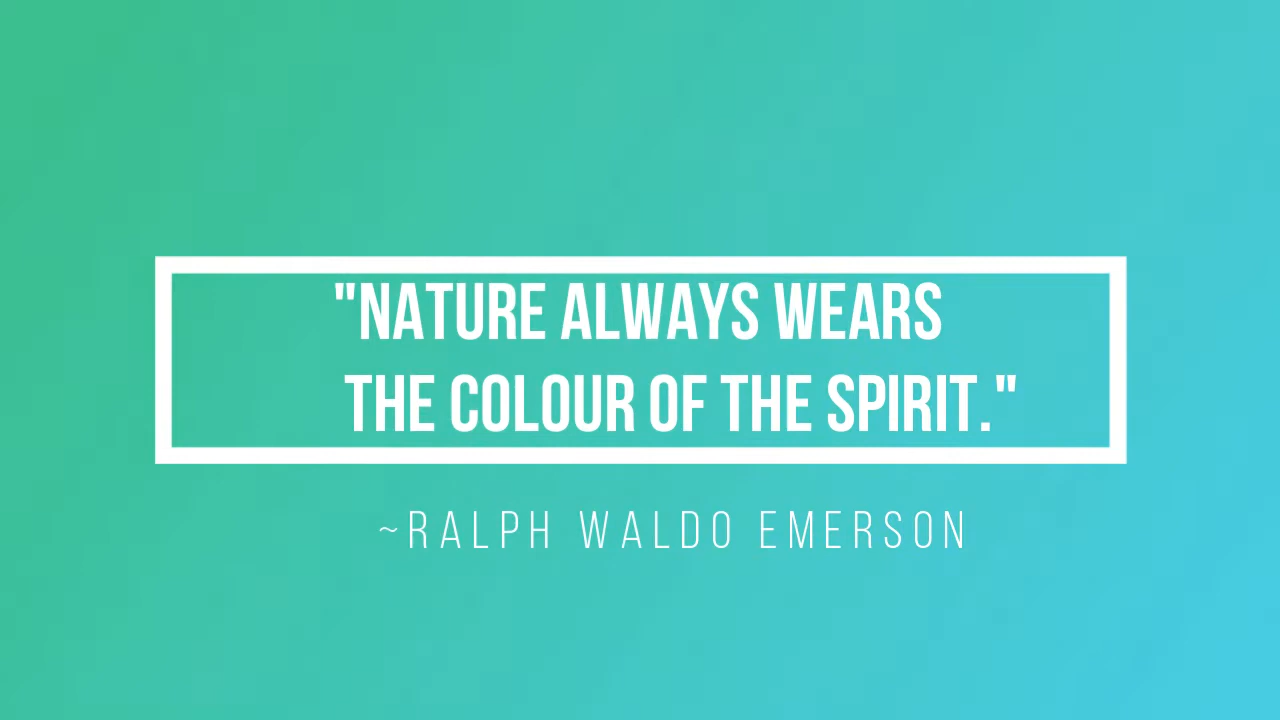 "NATURE ALWAYS WEARS
THE COLOUR OF THE SPIRIT."
~RALPH WALDO EMERSON